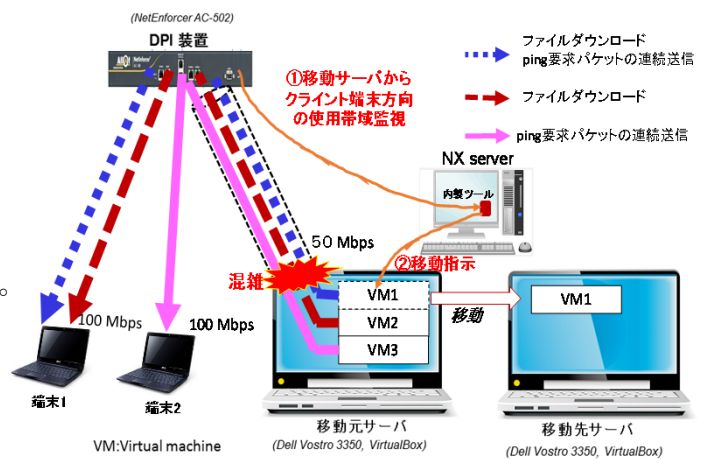 (NetEnforcer AC-502)
DPI 装置
ファイルダウンロード
ping要求パケットの連続送信
ファイルダウンロード
ping要求パケットの連続送信
①移動サーバから
クライント端末方向
の使用帯域監視
NX server
内製ツール
50 Mbps
②移動指示
混雑
VM1
VM2
VM3
移動
VM1
100 Mbps
100 Mbps
端末1
端末2
移動元サーバ
(Dell Vostro 3350, VirtualBox)
移動先サーバ
(Dell Vostro 3350, VirtualBox)
VM:Virtual machine